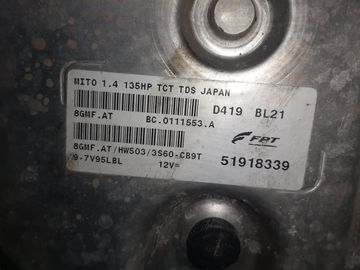 MITO 1.4 135HP TCT TDS JAPAN
D419 BL21
8GMF.AT BC.0111553.A
FPT
8GMF.AT/HW503/3S60-CB9T 51918339
9-7V95LBL 12V=